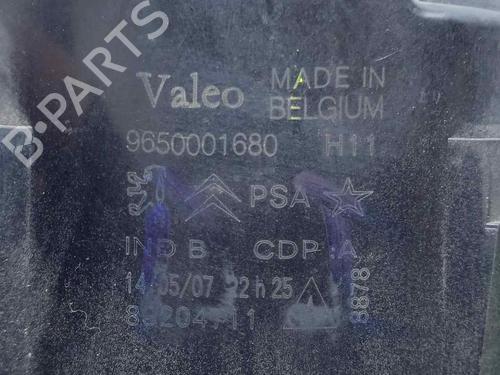 B-PARTS
Valeo
MADE IN
BELGIUM
9650001680 H11
PSA
IND B CDP:A
14/05/07 22 h 25
8878